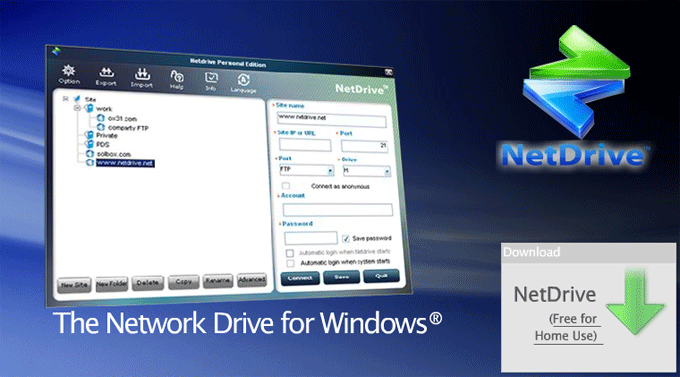 Netdrive Personal Edition
Option Export Import Help Info Language
NetDrive™
Site
work
ox31.com
comparty FTP
Private
PDS
solbox.com
www.netdrive.net
Site name
www.netdrive.net
Site IP or URL Port
21
Port Drive
FTP M
Connect as anonymous
Account
Password
Save password
Automatic login when Netdrive starts
Automatic login when system starts
New Site New Folder Delete Copy Rename Advanced
Connect Save Quit
The Network Drive for Windows®
NetDrive™
Download
NetDrive
(Free for
Home Use)